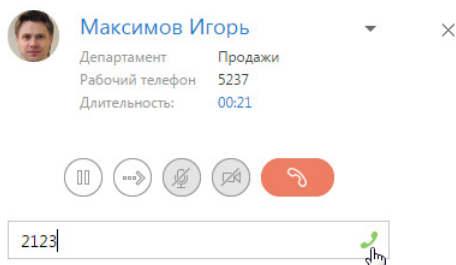 Максимов Игорь
Департамент Продажи
Рабочий телефон 5237
Длительность: 00:21
2123